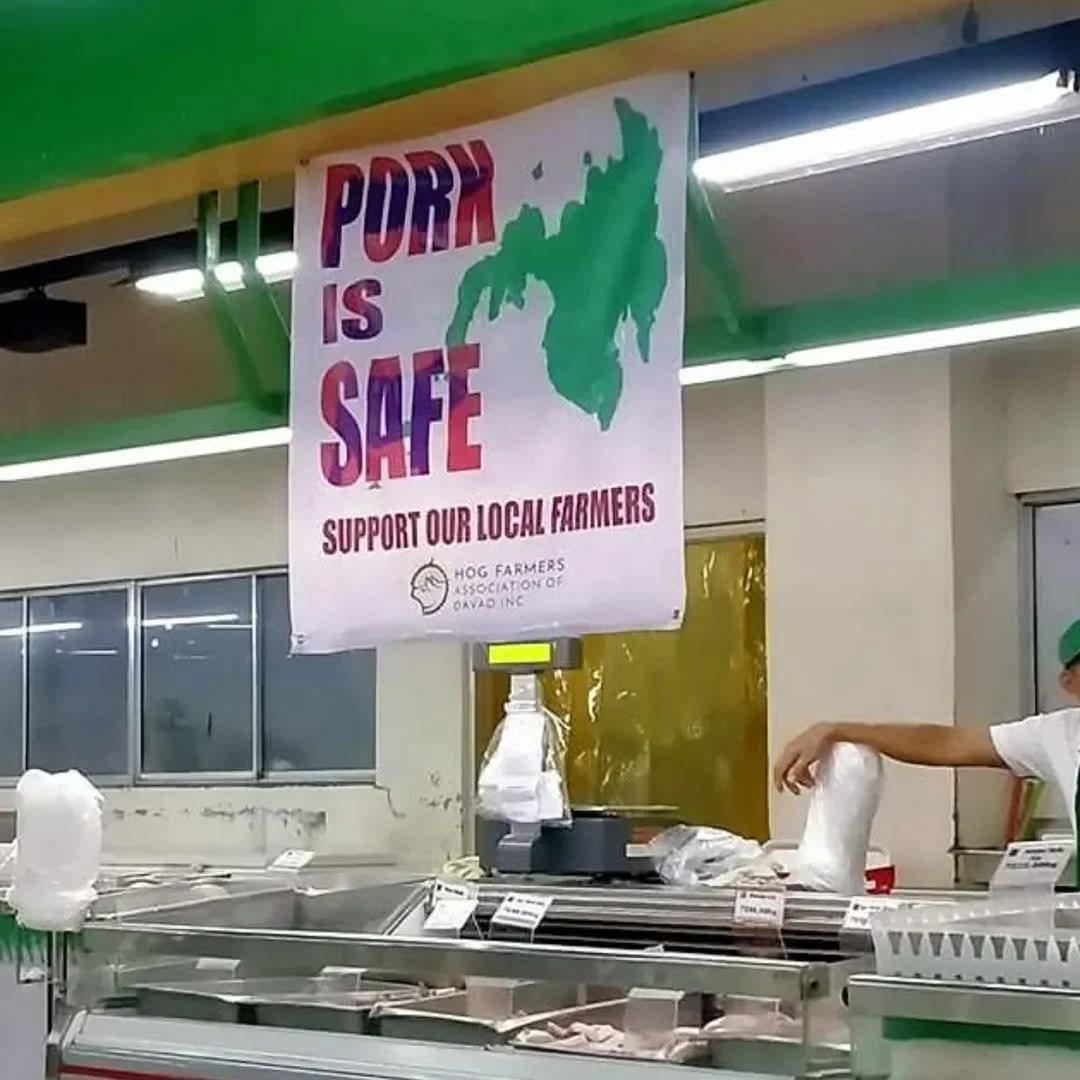 PORK
IS
SAFE
SUPPORT OUR LOCAL FARMERS
HOG FARMERS
ASSOCIATION OF
DAVAO INC